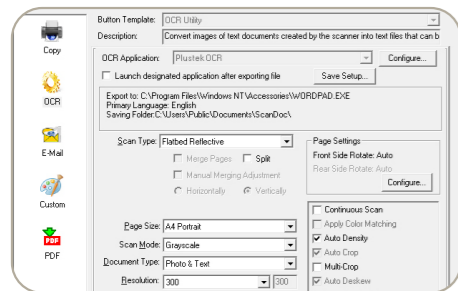 Button Template: OCR Utility
Copy
Description: Convert images of text documents created by the scanner into text files that can b
OCR Application: Plustek OCR Configure...
Launch designated application after exporting file Save Setup...
OCR
Export to: C:\Program Files\Windows NT\Accessories\WORDPAD.EXE
Primary Language: English
Saving Folder:C:\Users\Public\Documents\ScanDoc\
E-Mail
Scan Type: Flatbed Reflective Page Settings
Merge Pages Split Front Side Rotate: Auto
Manual Merging Adjustment Rear Side Rotate: Auto
Horizontally Vertically Configure...
Custom
Continuous Scan
Page Size: A4 Portrait Apply Color Matching
Scan Mode: Grayscale Auto Density
PDF
Auto Crop
Document Type: Photo & Text Multi-Crop
PDF
Resolution: 300 300 Auto Deskew